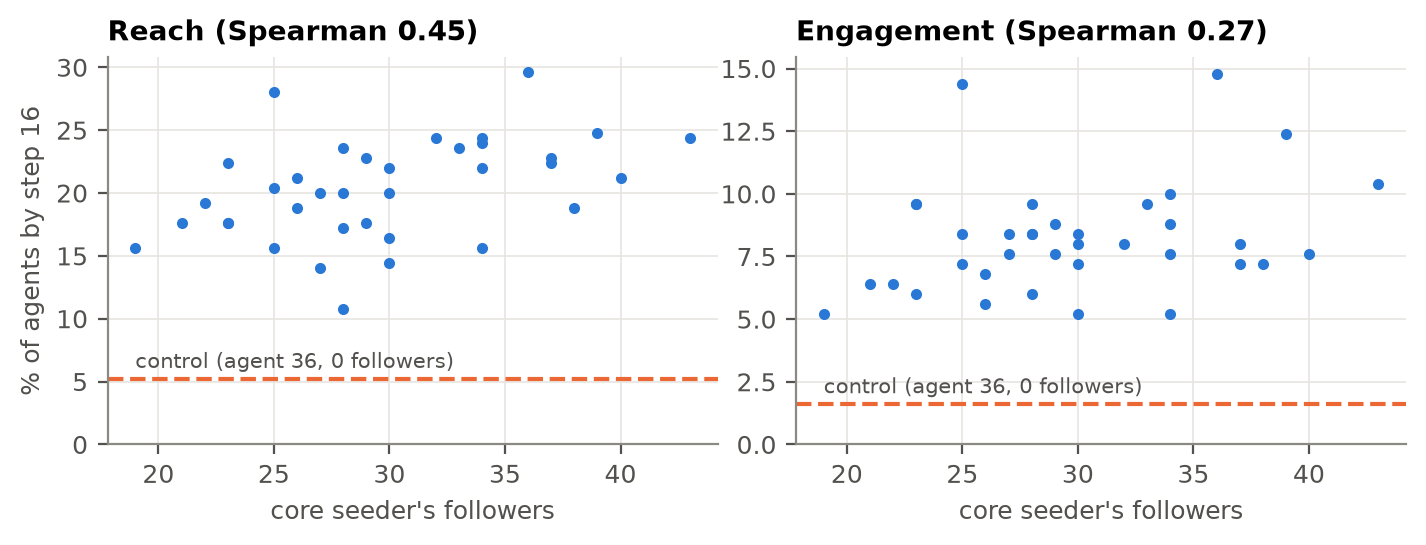 Reach (Spearman 0.45)
30
25
20
15
10
5
0
% of agents by step 16
control (agent 36, 0 followers)
20 25 30 35 40
core seeder's followers
Engagement (Spearman 0.27)
15.0
12.5
10.0
7.5
5.0
2.5
0.0
control (agent 36, 0 followers)
20 25 30 35 40
core seeder's followers